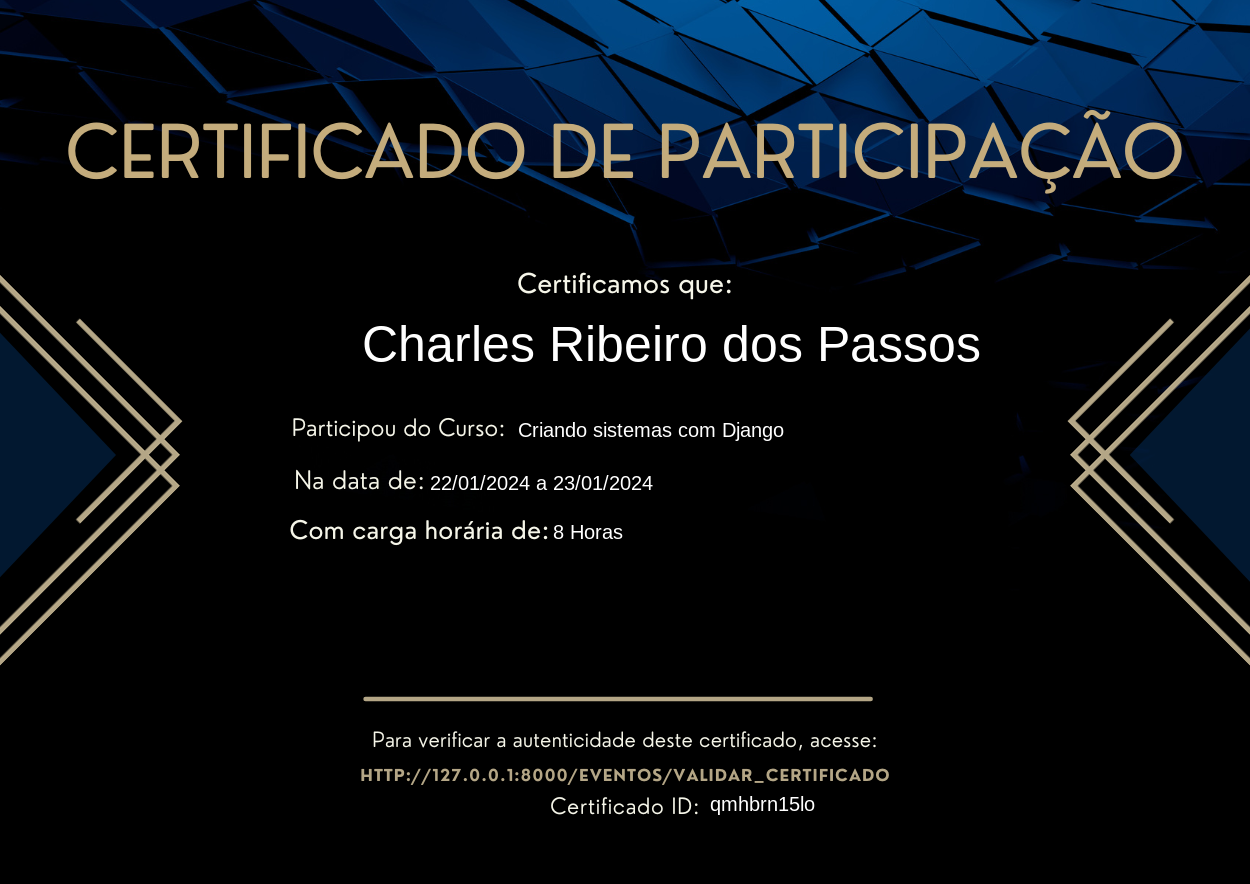 CERTIFICADO DE PARTICIPAÇÃO
Certificamos que:
Charles Ribeiro dos Passos
Participou do Curso: Criando sistemas com Django
Na data de: 22/01/2024 a 23/01/2024
Com carga horária de: 8 Horas
Para verificar a autenticidade deste certificado, acesse:
HTTP://127.0.0.1:8000/EVENTOS/VALIDAR_CERTIFICADO
Certificado ID: qmhbrn15lo